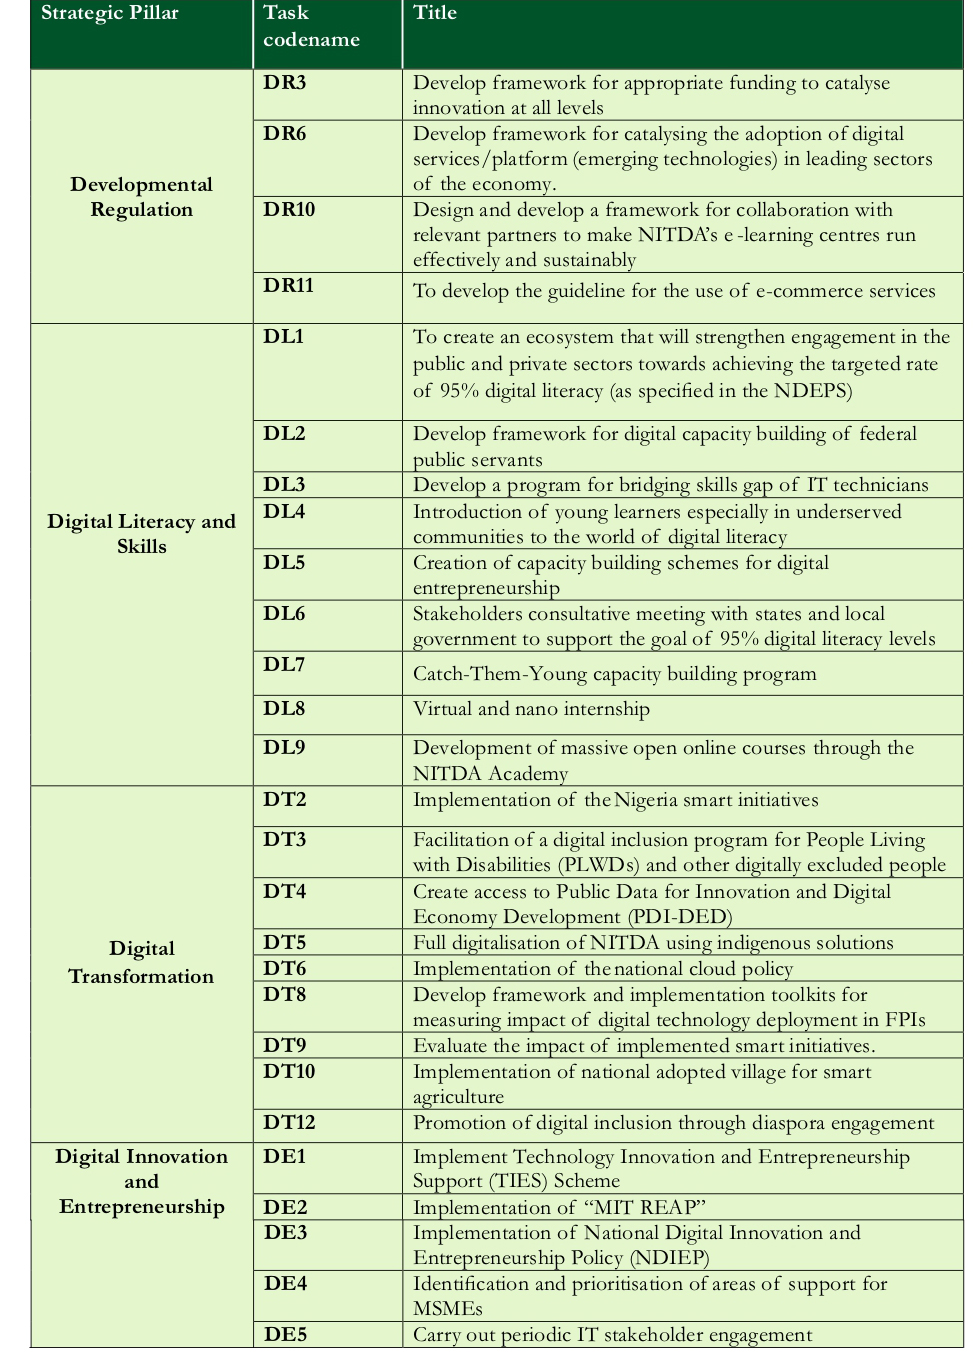 Strategic Pillar
Task
codename
Title
Developmental
Regulation
DR3
Develop framework for appropriate funding to catalyse
innovation at all levels
DR6
Develop framework for catalysing the adoption of digital
services/platform (emerging technologies) in leading sectors
of the economy.
DR10
Design and develop a framework for collaboration with
relevant partners to make NITDA's e-learning centres run
effectively and sustainably
DR11
To develop the guideline for the use of e-commerce services
Digital Literacy and
Skills
DL1
To create an ecosystem that will strengthen engagement in the
public and private sectors towards achieving the targeted rate
of 95% digital literacy (as specified in the NDEPS)
DL2
Develop framework for digital capacity building of federal
public servants
DL3
Develop a program for bridging skills gap of IT technicians
DL4
Introduction of young learners especially in underserved
communities to the world of digital literacy
DL5
Creation of capacity building schemes for digital
entrepreneurship
DL6
Stakeholders consultative meeting with states and local
government to support the goal of 95% digital literacy levels
DL7
Catch-Them-Young capacity building program
DL8
Virtual and nano internship
DL9
Development of massive open online courses through the
NITDA Academy
Digital
Transformation
DT2
Implementation of the Nigeria smart initiatives
DT3
Facilitation of a digital inclusion program for People Living
with Disabilities (PLWDs) and other digitally excluded people
DT4
Create access to Public Data for Innovation and Digital
Economy Development (PDI-DED)
DT5
Full digitalisation of NITDA using indigenous solutions
DT6
Implementation of the national cloud policy
DT8
Develop framework and implementation toolkits for
measuring impact of digital technology deployment in FPIs
DT9
Evaluate the impact of implemented smart initiatives.
DT10
Implementation of national adopted village for smart
agriculture
DT12
Promotion of digital inclusion through diaspora engagement
Digital Innovation
and
Entrepreneurship
DE1
Implement Technology Innovation and Entrepreneurship
Support (TIES) Scheme
DE2
Implementation of “MIT REAP”
DE3
Implementation of National Digital Innovation and
Entrepreneurship Policy (NDIEP)
DE4
Identification and prioritisation of areas of support for
MSMEs
DE5
Carry out periodic IT stakeholder engagement